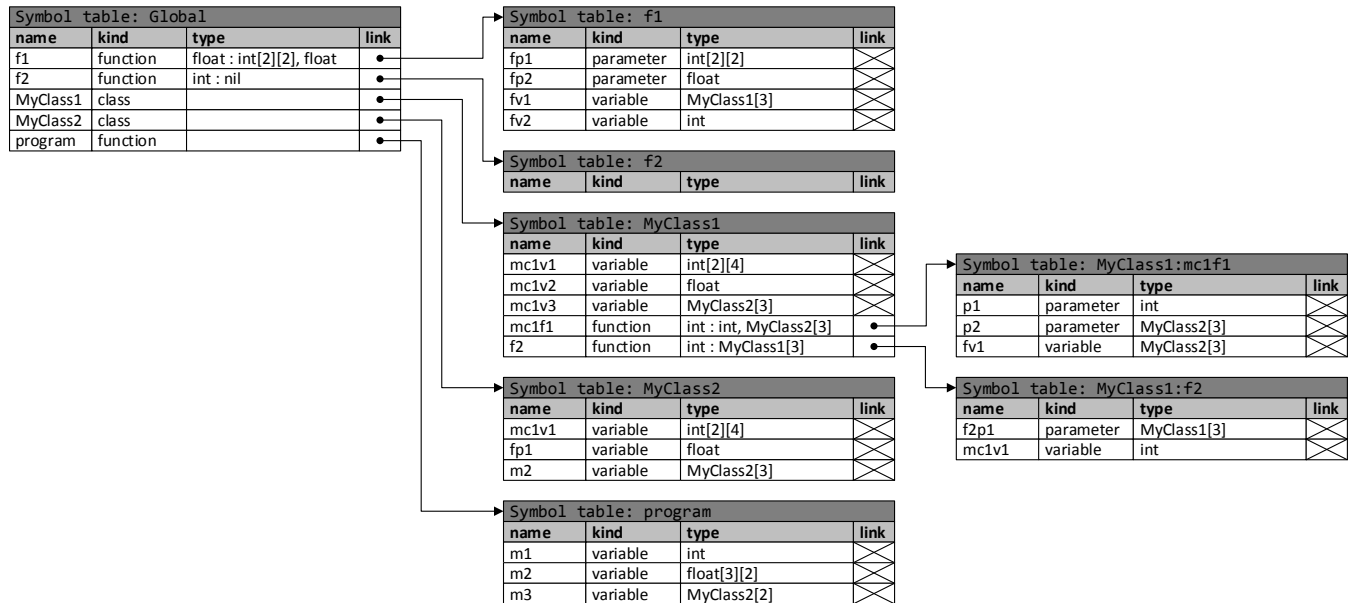 Symbol table: Global
name kind type link
f1 function float : int[2][2], float
f2 function int : nil
MyClass1 class
MyClass2 class
program function
Symbol table: f1
name kind type link
fp1 parameter int[2][2]
fp2 parameter float
fv1 variable MyClass1[3]
fv2 variable int
Symbol table: f2
name kind type link
Symbol table: MyClass1
name kind type link
mc1v1 variable int[2][4]
mc1v2 variable float
mc1v3 variable MyClass2[3]
mc1f1 function int : int, MyClass2[3]
f2 function int : MyClass1[3]
Symbol table: MyClass1:mc1f1
name kind type link
p1 parameter int
p2 parameter MyClass2[3]
fv1 variable MyClass2[3]
Symbol table: MyClass1:f2
name kind type link
f2p1 parameter MyClass1[3]
mc1v1 variable int
Symbol table: MyClass2
name kind type link
mc1v1 variable int[2][4]
fp1 variable float
m2 variable MyClass2[3]
Symbol table: program
name kind type link
m1 variable int
m2 variable float[3][2]
m3 variable MyClass2[2]